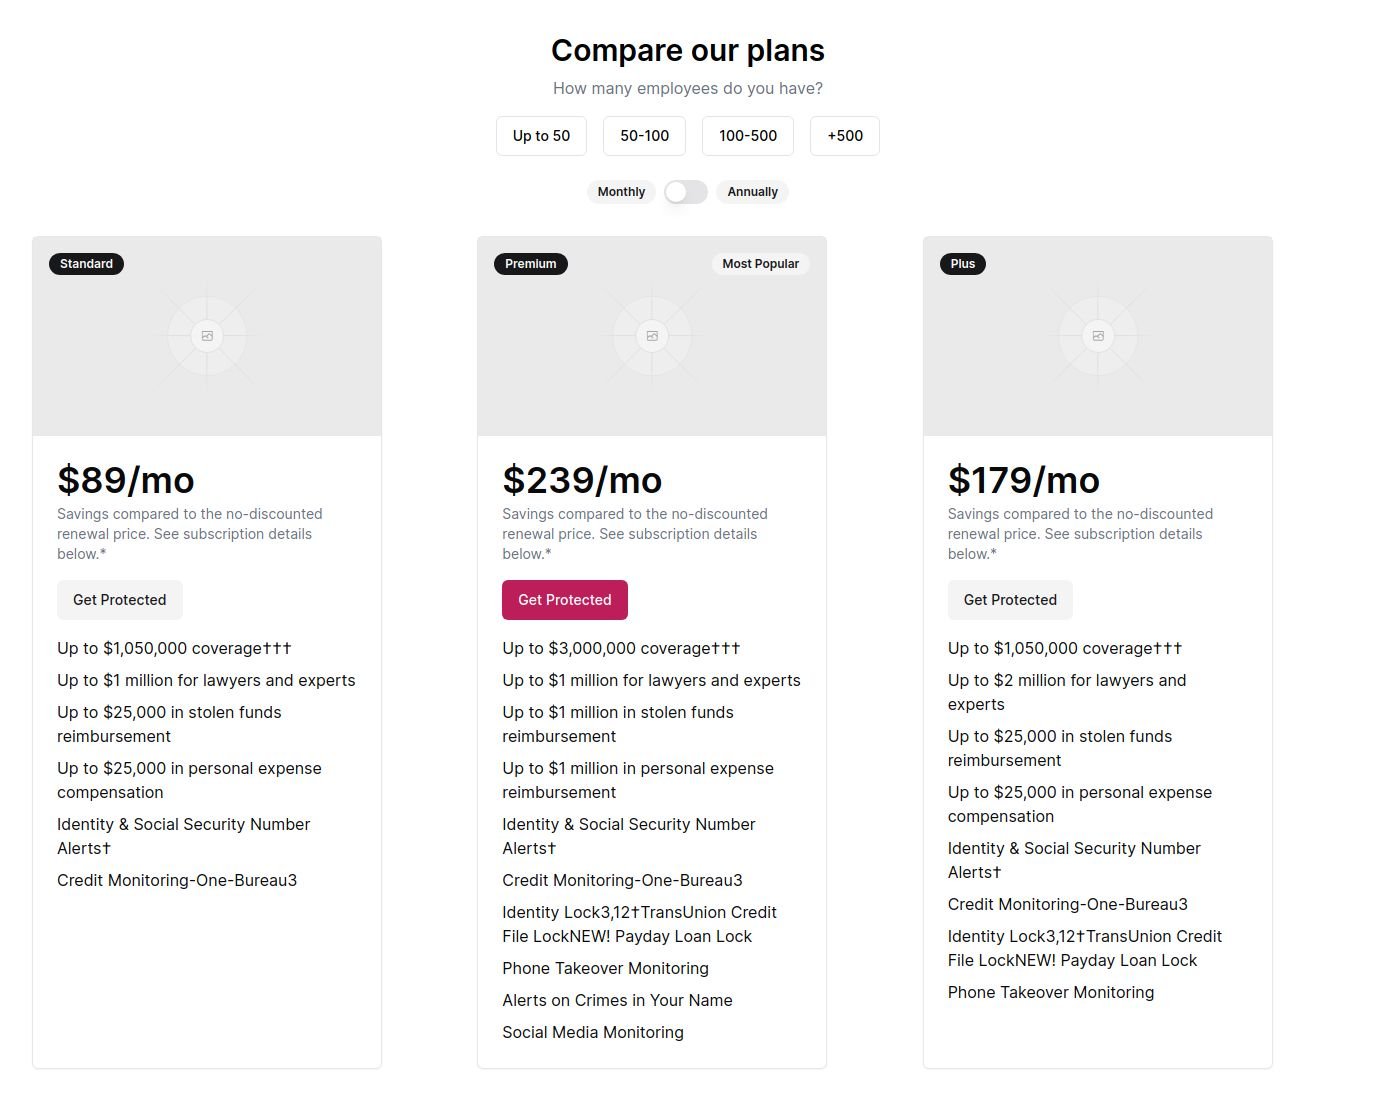 Compare our plans
How many employees do you have?
Up to 50
50-100
100-500
+500
Monthly
Annually
Standard
$89/mo
Savings compared to the no-discounted
renewal price. See subscription details
below.*
Get Protected
Up to $1,050,000 coverage†††
Up to $1 million for lawyers and experts
Up to $25,000 in stolen funds
reimbursement
Up to $25,000 in personal expense
compensation
Identity & Social Security Number
Alerts†
Credit Monitoring-One-Bureau3
Premium
Most Popular
$239/mo
Savings compared to the no-discounted
renewal price. See subscription details
below.*
Get Protected
Up to $3,000,000 coverage†††
Up to $1 million for lawyers and experts
Up to $1 million in stolen funds
reimbursement
Up to $1 million in personal expense
reimbursement
Identity & Social Security Number
Alerts†
Credit Monitoring-One-Bureau3
Identity Lock3,12†TransUnion Credit
File LockNEW! Payday Loan Lock
Phone Takeover Monitoring
Alerts on Crimes in Your Name
Social Media Monitoring
Plus
$179/mo
Savings compared to the no-discounted
renewal price. See subscription details
below.*
Get Protected
Up to $1,050,000 coverage†††
Up to $2 million for lawyers and
experts
Up to $25,000 in stolen funds
reimbursement
Up to $25,000 in personal expense
compensation
Identity & Social Security Number
Alerts†
Credit Monitoring-One-Bureau3
Identity Lock3,12†TransUnion Credit
File LockNEW! Payday Loan Lock
Phone Takeover Monitoring